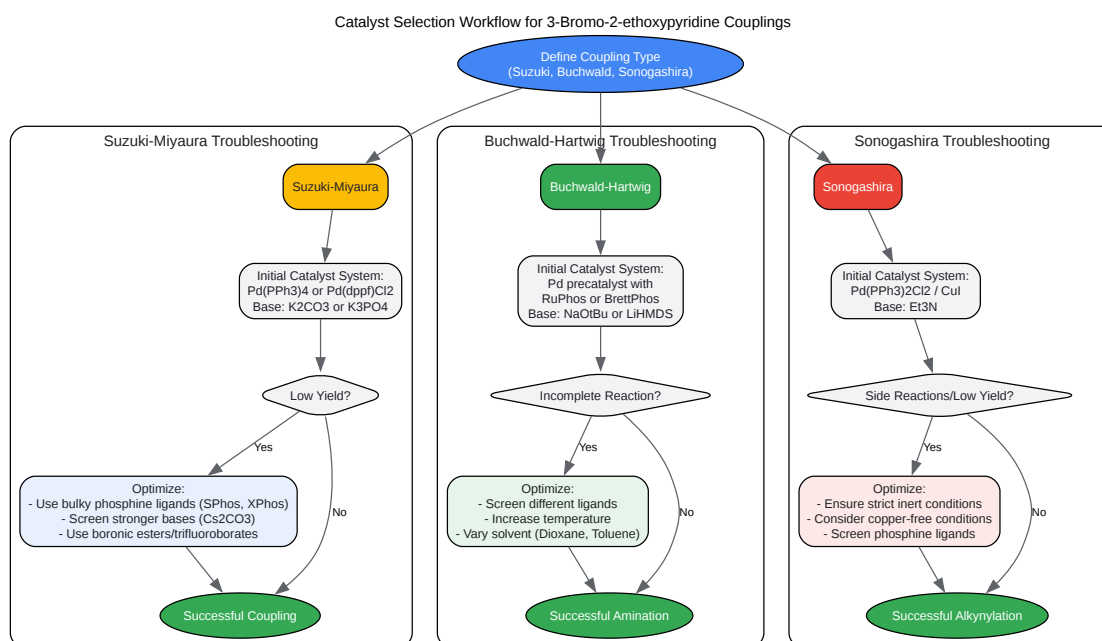 Catalyst Selection Workflow for 3-Bromo-2-ethoxypyridine Couplings
Define Coupling Type
(Suzuki, Buchwald, Sonogashira)
Suzuki-Miyaura Troubleshooting
Suzuki-Miyaura
Initial Catalyst System:
Pd(PPh3)4 or Pd(dppf)Cl2
Base: K2CO3 or K3PO4
Low Yield?
Yes
No
Optimize:
- Use bulky phosphine ligands (SPhos, XPhos)
- Screen stronger bases (Cs2CO3)
- Use boronic esters/trifluoroborates
Successful Coupling
Buchwald-Hartwig Troubleshooting
Buchwald-Hartwig
Initial Catalyst System:
Pd precatalyst with
RuPhos or BrettPhos
Base: NaOtBu or LiHMDS
Incomplete Reaction?
Yes
No
Optimize:
- Screen different ligands
- Increase temperature
- Vary solvent (Dioxane, Toluene)
Successful Amination
Sonogashira Troubleshooting
Sonogashira
Initial Catalyst System:
Pd(PPh3)2Cl2 / CuI
Base: Et3N
Side Reactions/Low Yield?
Yes
No
Optimize:
- Ensure strict inert conditions
- Consider copper-free conditions
- Screen phosphine ligands
Successful Alkynylation